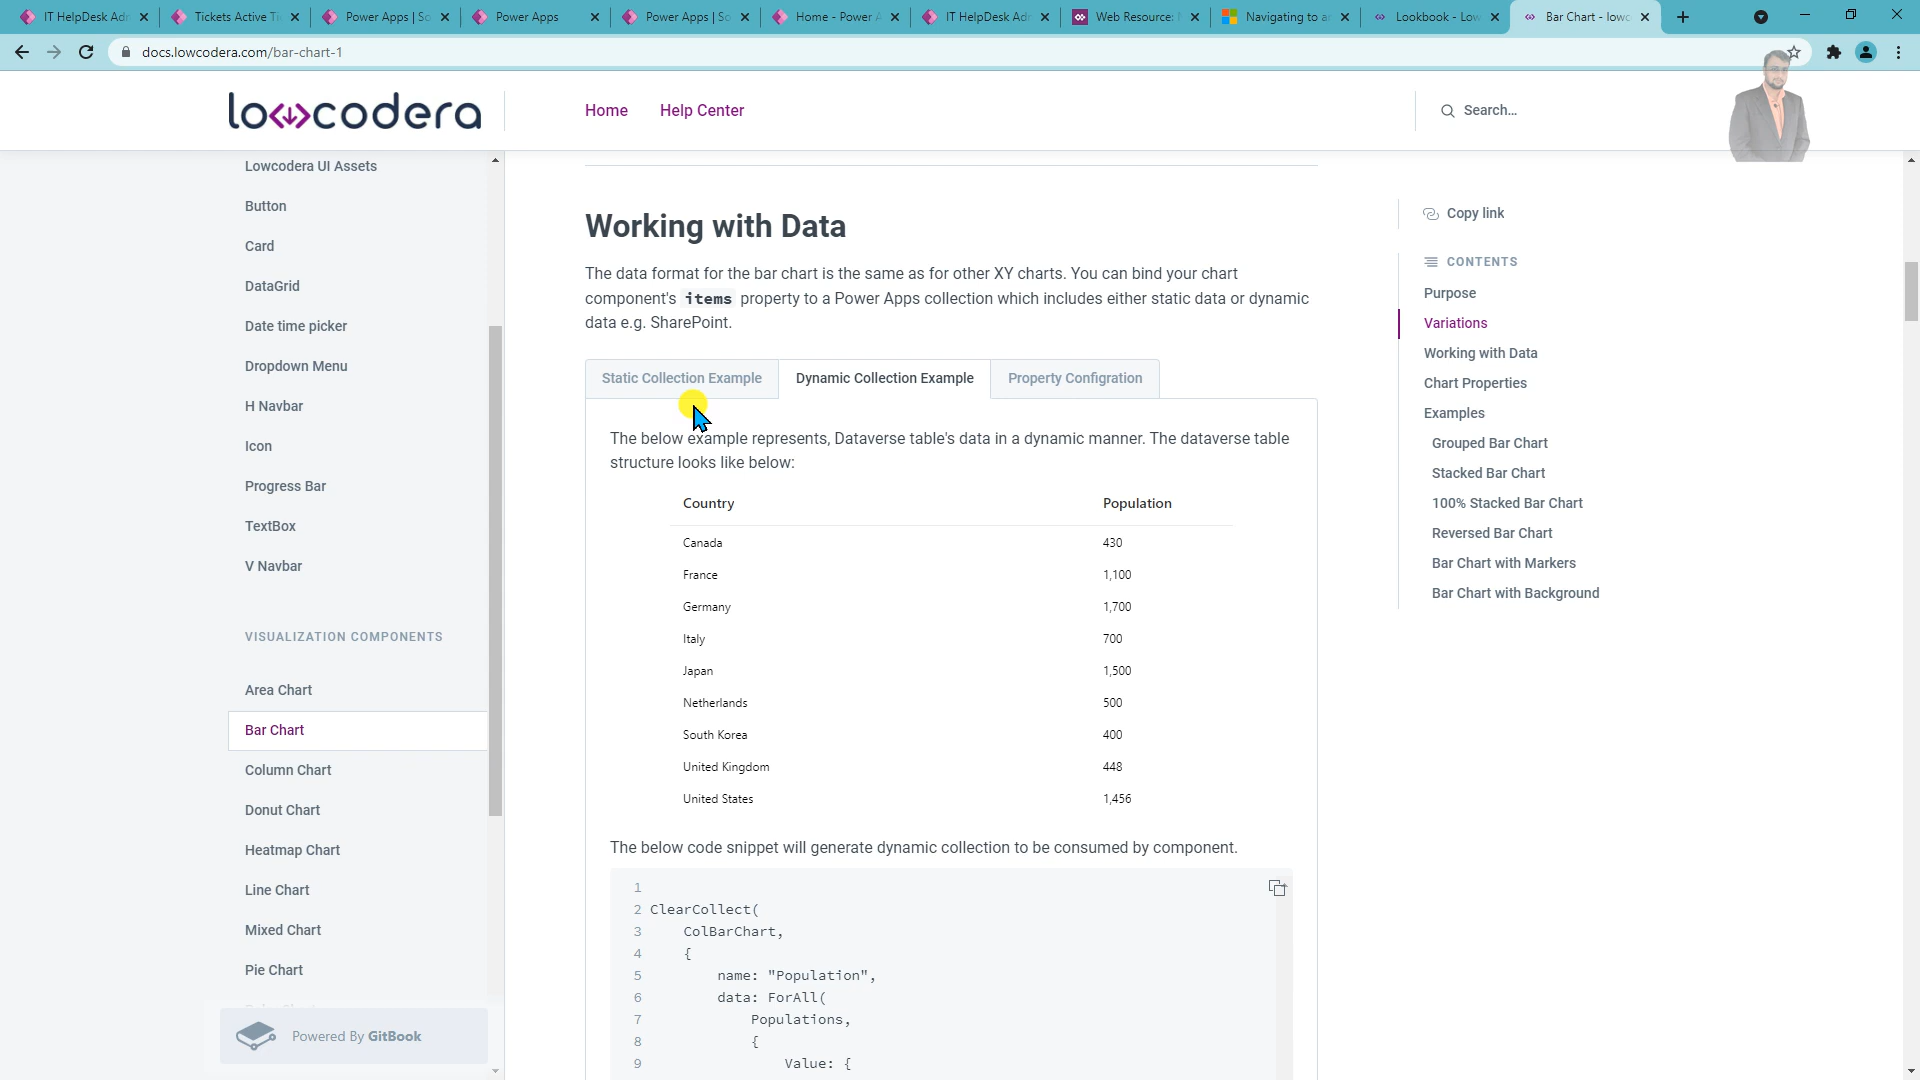 IT HelpDesk Adn
Tickets Active Ti
Power Apps | So
Power Apps
Power Apps | So
Home - Power A
IT HelpDesk Adn
Web Resource:
Navigating to a
Lookbook - Low
Bar Chart - lowc
docs.lowcodera.com/bar-chart-1
lowcodera
Home
Help Center
Search...
Lowcodera UI Assets
Button
Card
DataGrid
Date time picker
Dropdown Menu
H Navbar
Icon
Progress Bar
TextBox
V Navbar
VISUALIZATION COMPONENTS
Area Chart
Bar Chart
Column Chart
Donut Chart
Heatmap Chart
Line Chart
Mixed Chart
Pie Chart
Powered By GitBook
Working with Data
The data format for the bar chart is the same as for other XY charts. You can bind your chart
component's items property to a Power Apps collection which includes either static data or dynamic
data e.g. SharePoint.
Static Collection Example
Dynamic Collection Example
Property Configration
The below example represents, Dataverse table's data in a dynamic manner. The dataverse table
structure looks like below:
Country Population
Canada 430
France 1,100
Germany 1,700
Italy 700
Japan 1,500
Netherlands 500
South Korea 400
United Kingdom 448
United States 1,456
The below code snippet will generate dynamic collection to be consumed by component.
1
2 ClearCollect(
3 ColBarChart,
4 {
5 name: "Population",
6 data: ForAll(
7 Populations,
8 {
9 Value: {
Copy link
CONTENTS
Purpose
Variations
Working with Data
Chart Properties
Examples
Grouped Bar Chart
Stacked Bar Chart
100% Stacked Bar Chart
Reversed Bar Chart
Bar Chart with Markers
Bar Chart with Background